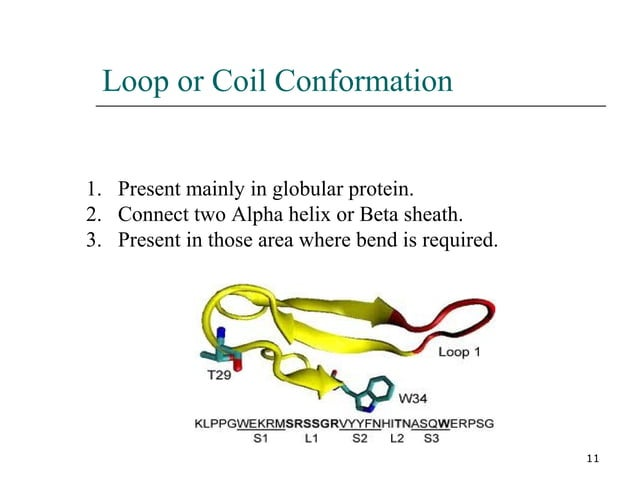 Loop or Coil Conformation
1. Present mainly in globular protein.
2. Connect two Alpha helix or Beta sheath.
3. Present in those area where bend is required.
Loop 1
T29
W34
KLPPGWEKRMSRSSGRVYYFNHITNASQWERPSG
S1 L1 S2 L2 S3
11